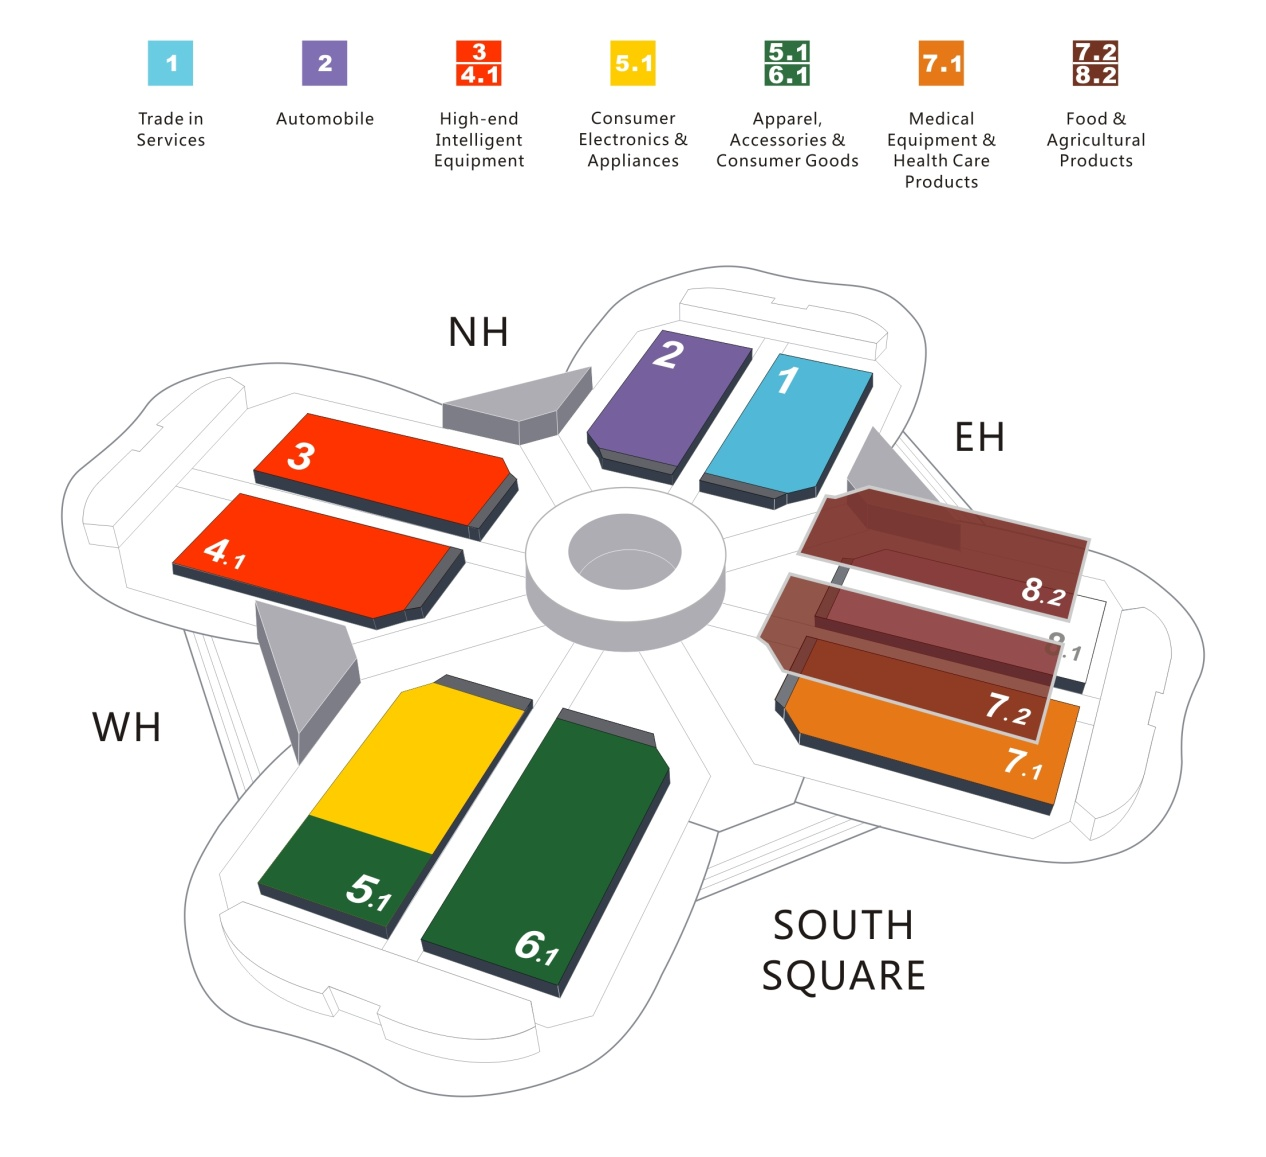 1
2
3
4.1
5.1
5.1
6.1
7.1
7.2
8.2
Trade in
Services
Automobile
High-end
Intelligent
Equipment
Consumer
Electronics &
Appliances
Apparel,
Accessories &
Consumer Goods
Medical
Equipment &
Health Care
Products
Food &
Agricultural
Products
NH
2
1
EH
3
4.1
8.2
8.1
7.2
7.1
WH
5.1
6.1
SOUTH
SQUARE